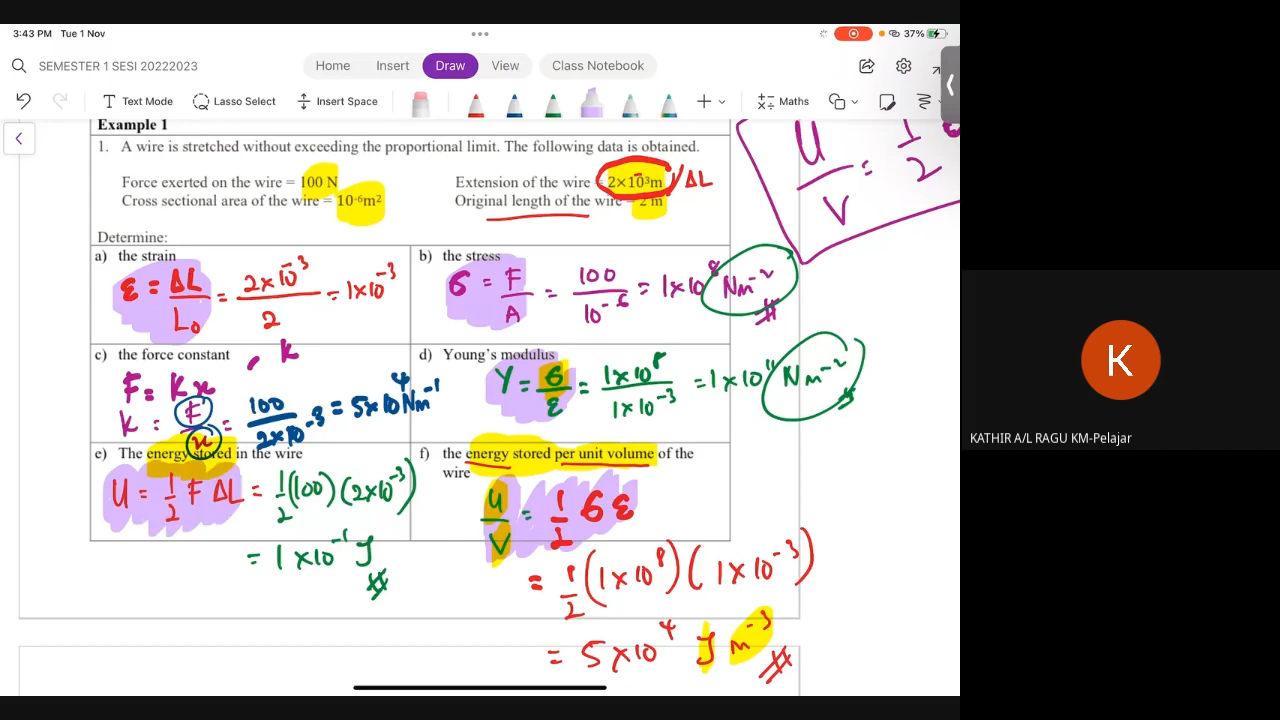 3:43 PM Tue 1 Nov
37%
SEMESTER 1 SESI 20222023
Home Insert Draw View Class Notebook
Text Mode Lasso Select Insert Space Maths
Example 1
1. A wire is stretched without exceeding the proportional limit. The following data is obtained.
Force exerted on the wire = 100 N
Extension of the wire = 2×10⁻³m ΔL
Cross sectional area of the wire = 10⁻⁶m²
Original length of the wire = 2 m
U/V = 1/2
Determine:
a) the strain
ε = ΔL/L₀ = 2×10⁻³/2 = 1×10⁻³
b) the stress
σ = F/A = 100/10⁻⁶ = 1×10⁸ Nm⁻²
c) the force constant, k
F = kx
k = F/x = 100/2×10⁻³ = 5×10⁴ Nm⁻¹
d) Young's modulus
Y = σ/ε = 1×10⁸/1×10⁻³ = 1×10¹¹ Nm⁻²
e) The energy stored in the wire
U = 1/2 F ΔL = 1/2 (100)(2×10⁻³)
= 1×10⁻¹ J
f) the energy stored per unit volume of the
wire
U/V = 1/2 σ ε
= 1/2 (1×10⁸)(1×10⁻³)
= 5×10⁴ J m⁻³
K
KATHIR A/L RAGU KM-Pelajar